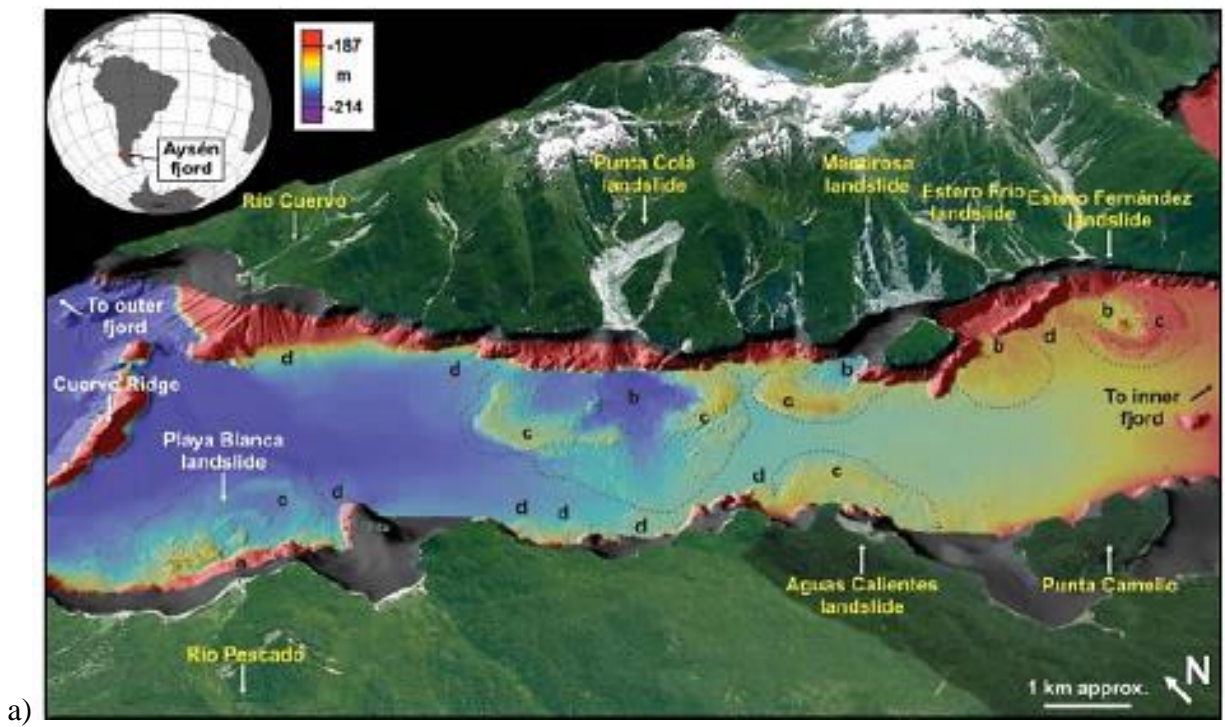 -187
m
-214
Aysén
fjord
Río Cuervo
Punta Cola
landslide
Mentirosa
landslide
Estero Frío
landslide
Estero Fernández
landslide
To outer
fjord
b
c
d
b
d
d
b
Cuervo Ridge
b
c
c
To inner
fjord
c
Playa Blanca
landslide
c
d
d
c
d
d
d
a
Aguas Calientes
landslide
Punta Camello
Río Pescado
N
1 km approx.
a)